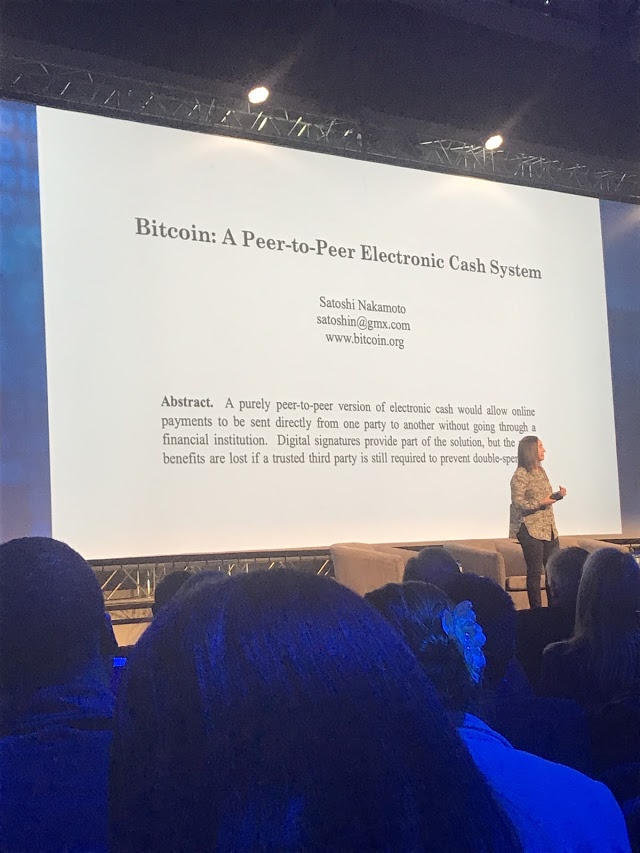 Bitcoin: A Peer-to-Peer Electronic Cash System
Satoshi Nakamoto
satoshin@gmx.com
www.bitcoin.org
Abstract. A purely peer-to-peer version of electronic cash would allow online
payments to be sent directly from one party to another without going through a
financial institution. Digital signatures provide part of the solution, but the
benefits are lost if a trusted third party is still required to prevent double-spen